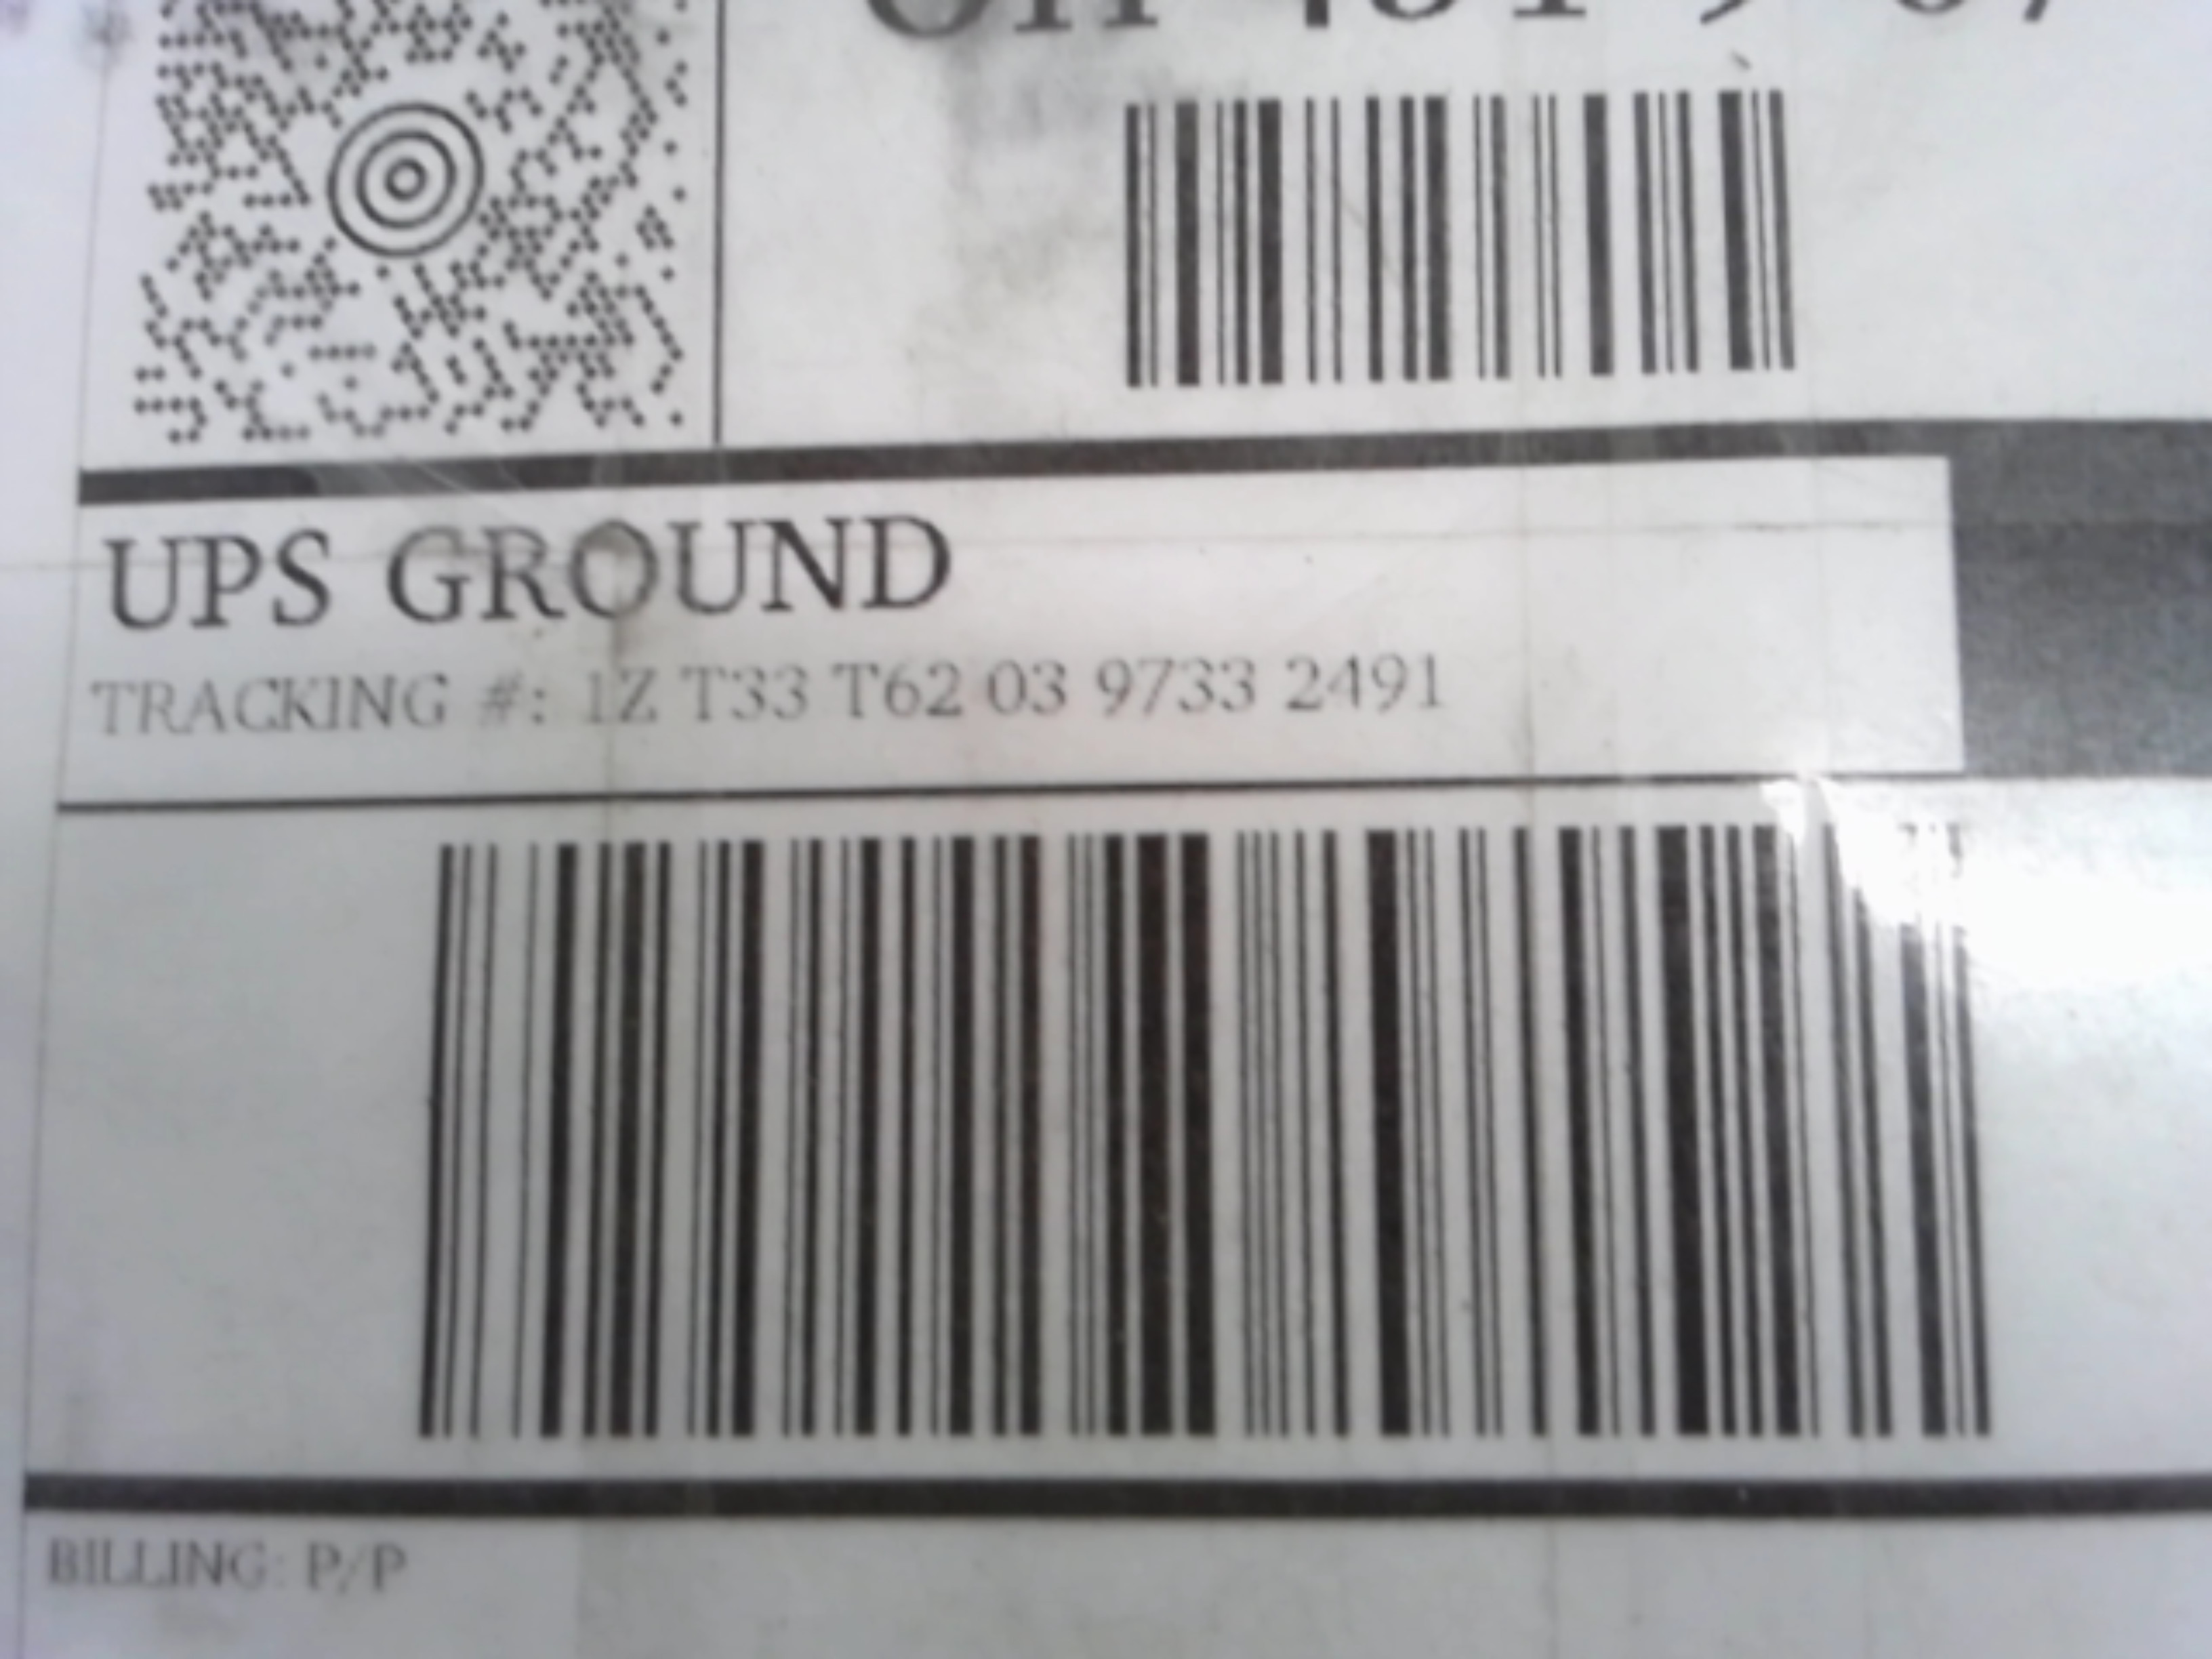 UPS GROUND
TRACKING #: 1Z T33 T62 03 9733 2491
BILLING: P/P